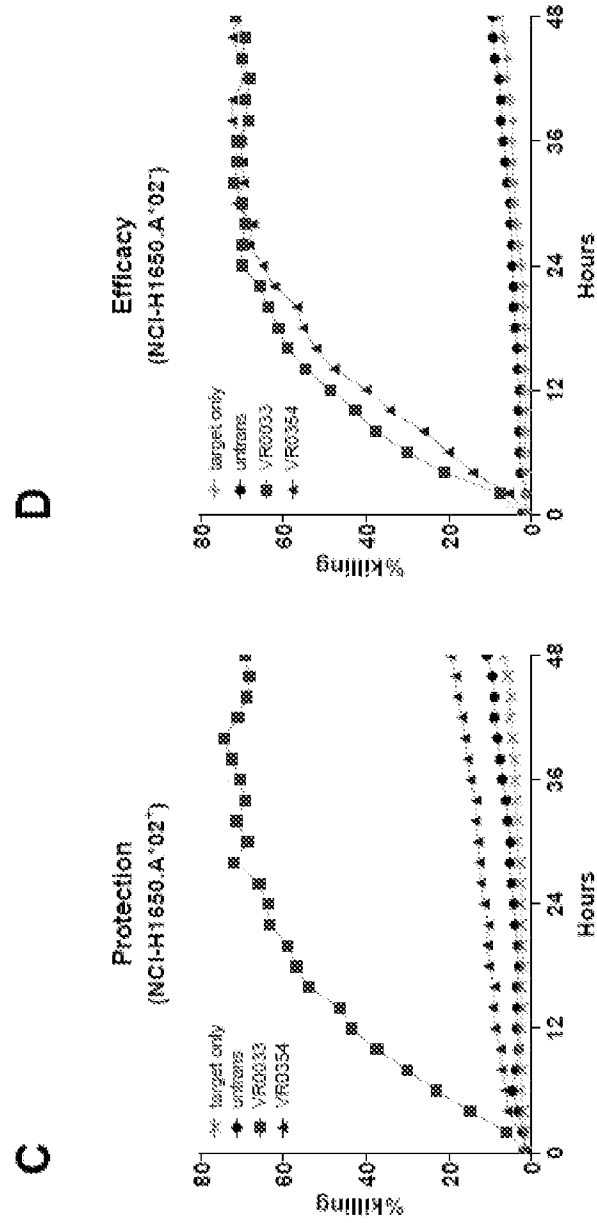 C
Protection
(NCI-H1650.A*02⁺)
target only
untrans
VR0033
VR0354
%killing
80
60
40
20
0
0
12
24
36
48
Hours
D
Efficacy
(NCI-H1650.A*02⁻)
target only
untrans
VR0033
VR0354
%killing
80
60
40
20
0
0
12
24
36
48
Hours